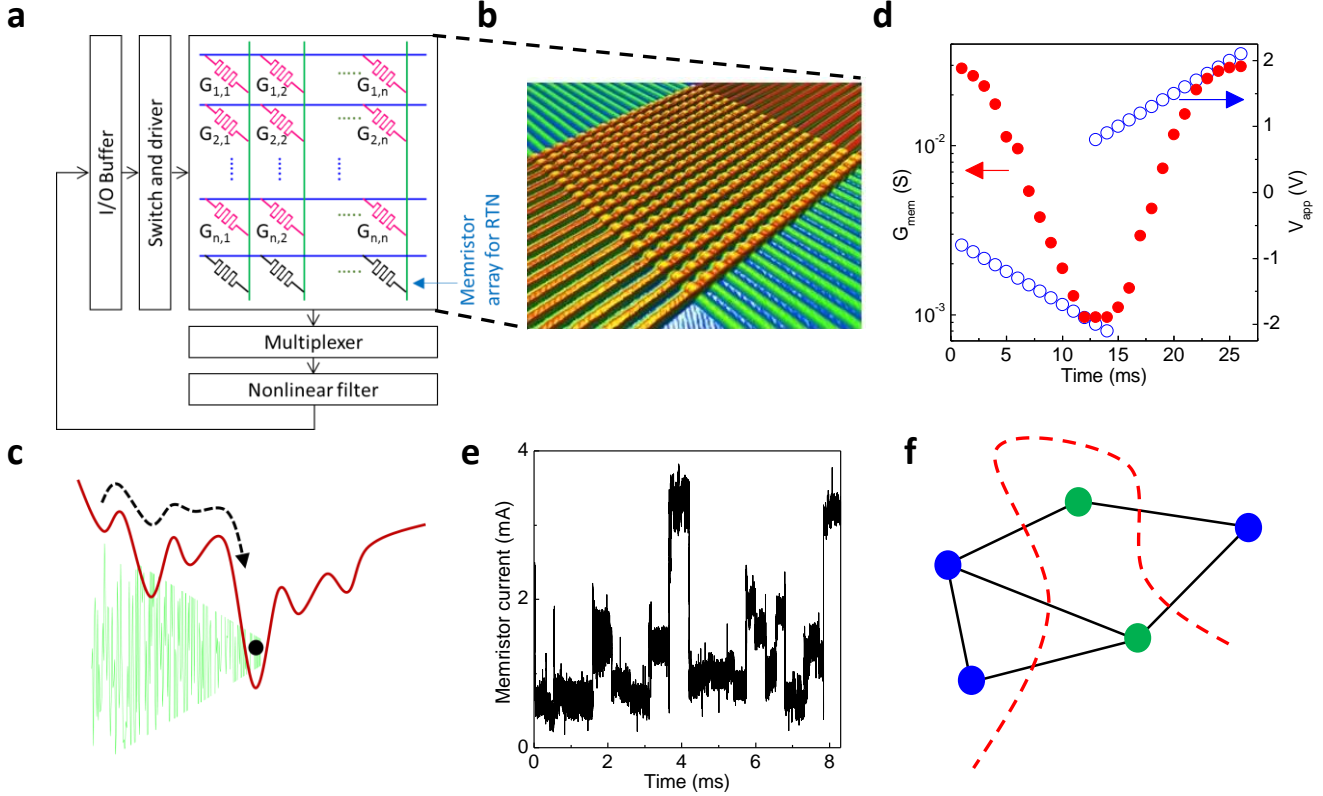 a
I/O Buffer
Switch and driver
G1,1 G1,2 G1,n
G2,1 G2,2 G2,n
Gn,1 Gn,2 Gn,n
Memristor
array for RTN
Multiplexer
Nonlinear filter
b
d
Gmem (S)
10-2
10-3
Vapp (V)
2
1
0
-1
-2
0 5 10 15 20 25
Time (ms)
c
e
Memristor current (mA)
4
2
0
0 2 4 6 8
Time (ms)
f